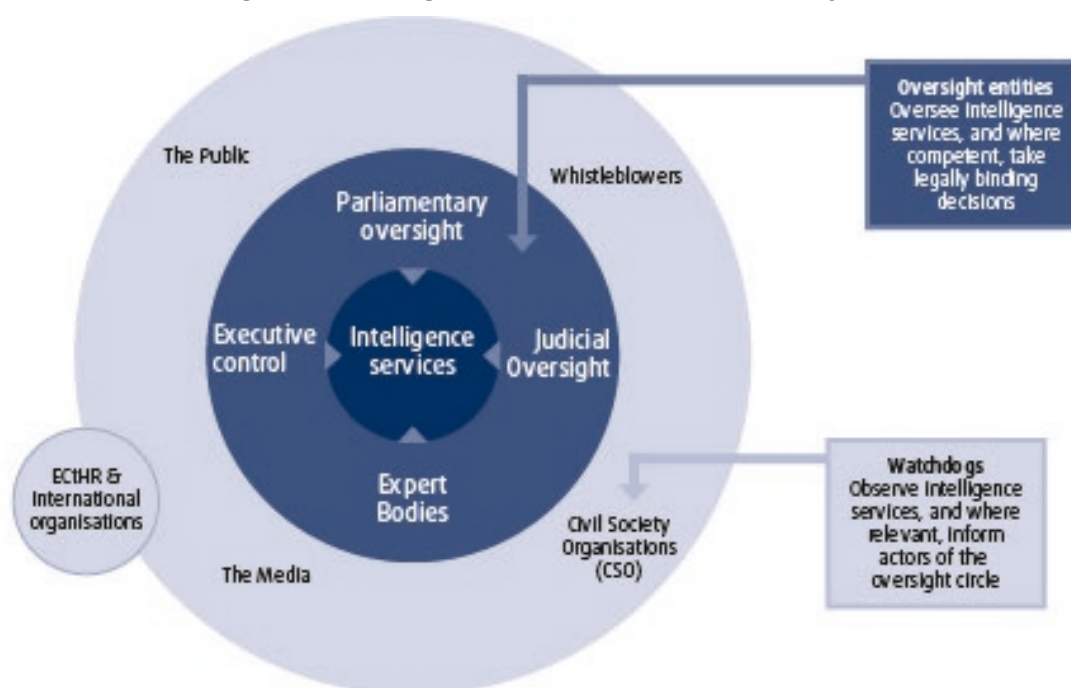 The Public
Whistleblowers
Parliamentary
oversight
Executive
control
Intelligence
services
Judicial
Oversight
Expert
Bodies
ECtHR &
International
organisations
The Media
Civil Society
Organisations
(CSO)
Oversight entities
Oversee intelligence
services, and where
competent, take
legally binding
decisions
Watchdogs
Observe intelligence
services, and where
relevant, inform
actors of the
oversight circle